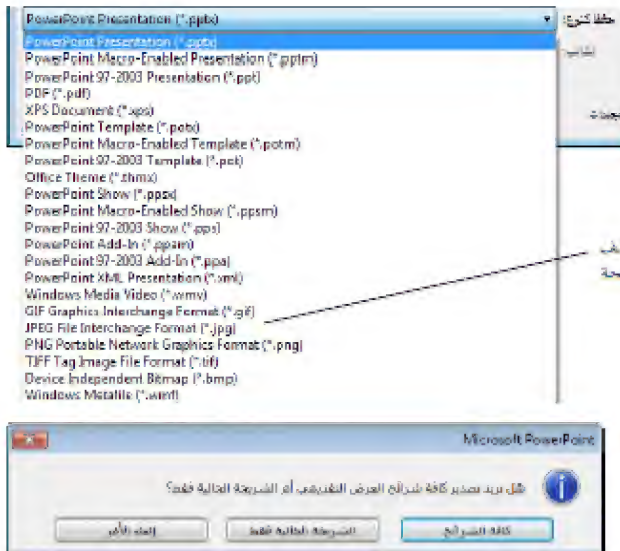 حفظ كنوع: PowerPoint Presentation (*.pptx)
PowerPoint Presentation (*.pptx)
PowerPoint Macro-Enabled Presentation (*.pptm)
PowerPoint 97-2003 Presentation (*.ppt)
PDF (*.pdf)
XPS Document (*.xps)
PowerPoint Template (*.potx)
PowerPoint Macro-Enabled Template (*.potm)
PowerPoint 97-2003 Template (*.pot)
Office Theme (*.thmx)
PowerPoint Show (*.ppsx)
PowerPoint Macro-Enabled Show (*.ppsm)
PowerPoint 97-2003 Show (*.pps)
PowerPoint Add-In (*.ppam)
PowerPoint 97-2003 Add-In (*.ppa)
PowerPoint XML Presentation (*.xml)
Windows Media Video (*.wmv)
GIF Graphics Interchange Format (*.gif)
JPEG File Interchange Format (*.jpg)
PNG Portable Network Graphics Format (*.png)
TIFF Tag Image File Format (*.tif)
Device Independent Bitmap (*.bmp)
Windows Metafile (*.wmf)
Microsoft PowerPoint
هل تريد تصدير كافة شرائح العرض التقديمي أم الشريحة الحالية فقط؟
كافة الشرائح
الشريحة الحالية فقط
إلغاء الأمر